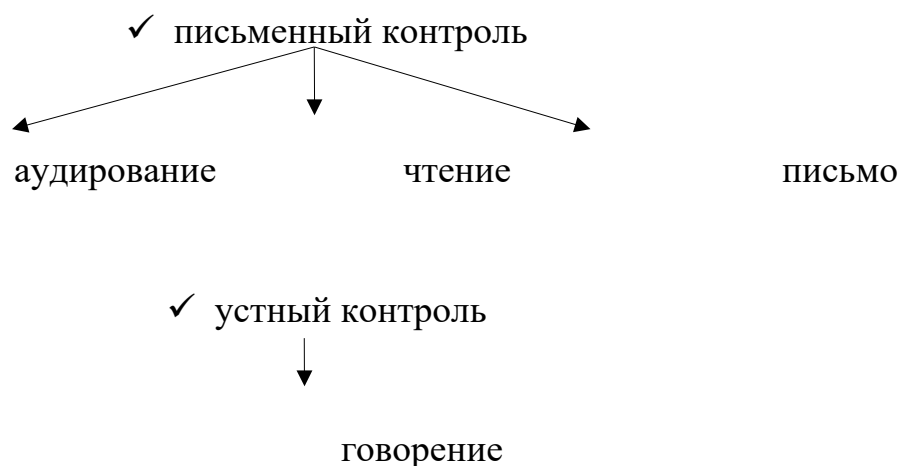 ✓ письменный контроль
аудирование чтение письмо
✓ устный контроль
говорение